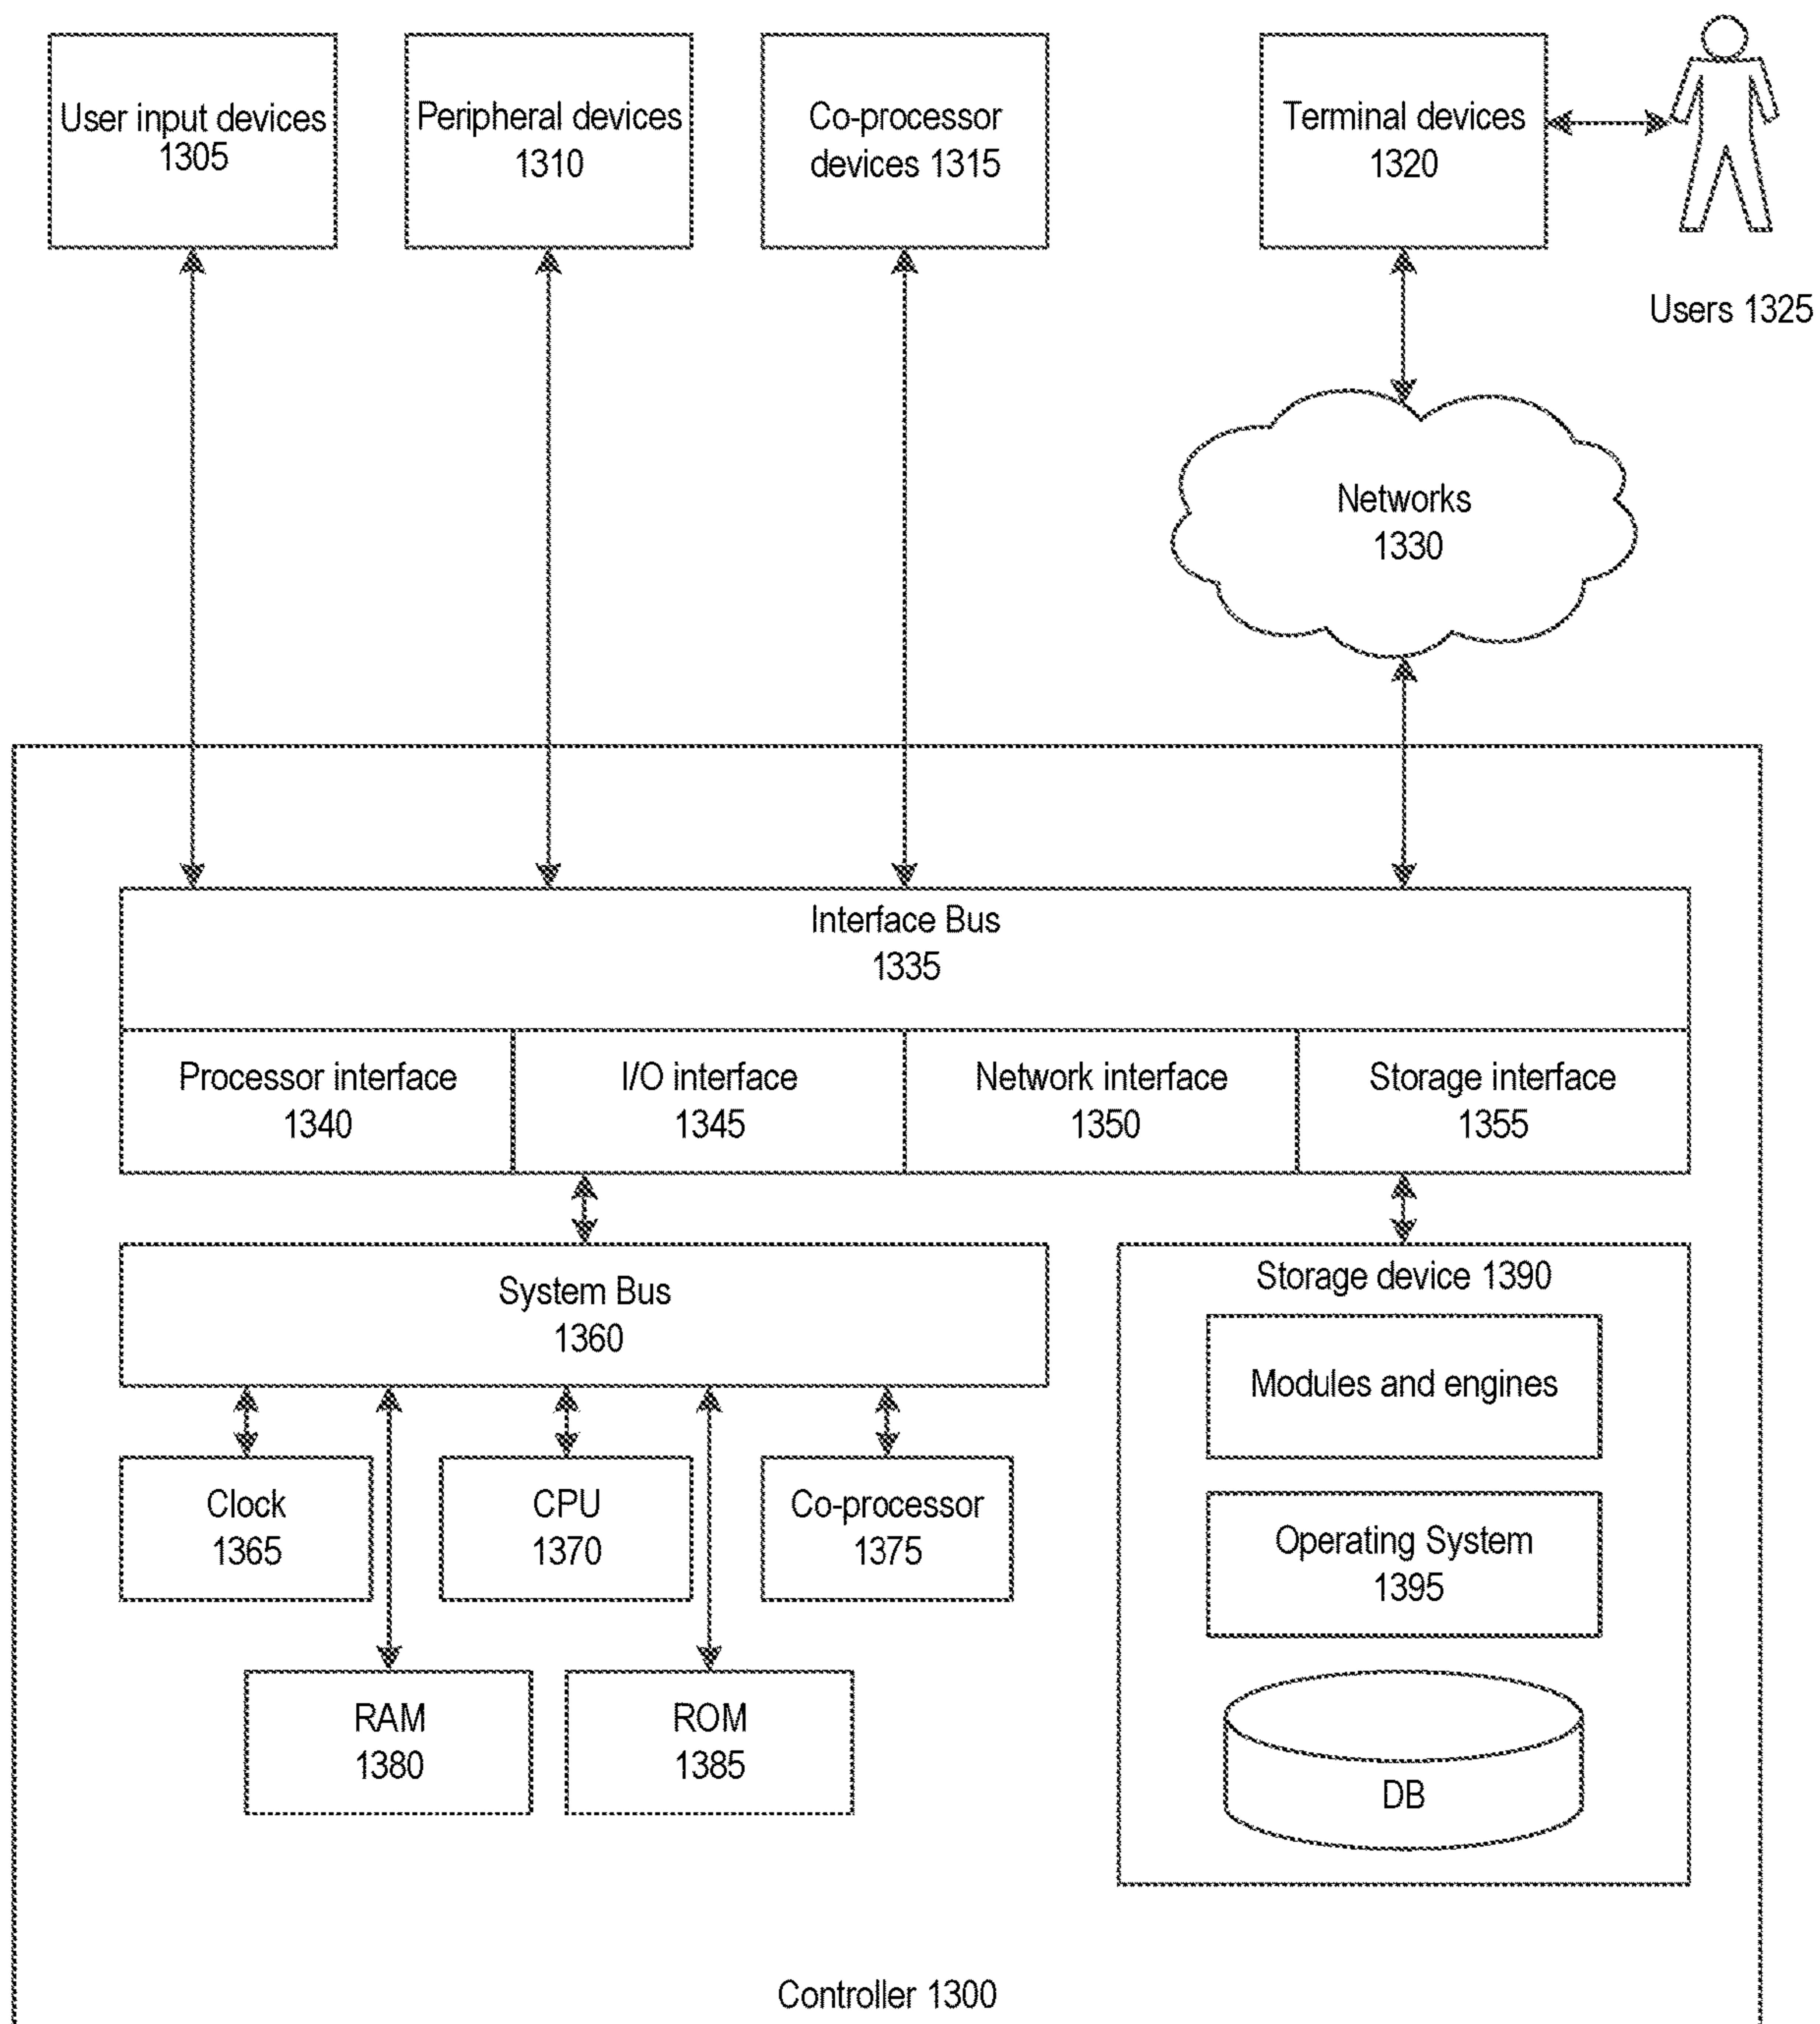 User input devices
1305
Peripheral devices
1310
Co-processor
devices 1315
Terminal devices
1320
Users 1325
Networks
1330
Interface Bus
1335
Processor interface
1340
I/O interface
1345
Network interface
1350
Storage interface
1355
System Bus
1360
Storage device 1390
Modules and engines
Clock
1365
CPU
1370
Co-processor
1375
Operating System
1395
RAM
1380
ROM
1385
DB
Controller 1300